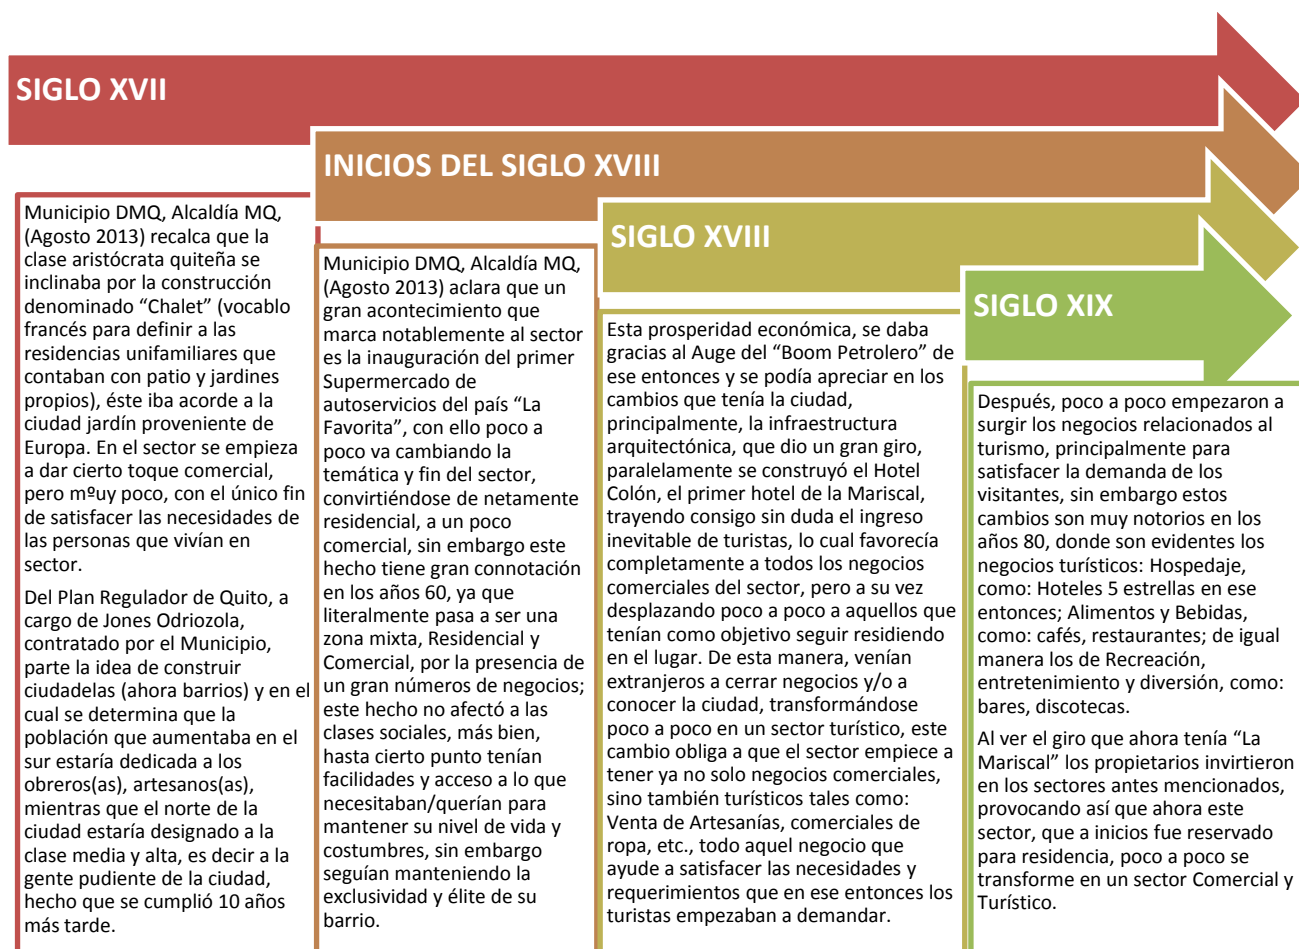 SIGLO XVII
Municipio DMQ, Alcaldía MQ,
(Agosto 2013) recalca que la
clase aristócrata quiteña se
inclinaba por la construcción
denominado “Chalet” (vocablo
francés para definir a las
residencias unifamiliares que
contaban con patio y jardines
propios), éste iba acorde a la
ciudad jardín proveniente de
Europa. En el sector se empieza
a dar cierto toque comercial,
pero mºuy poco, con el único fin
de satisfacer las necesidades de
las personas que vivían en
sector.
Del Plan Regulador de Quito, a
cargo de Jones Odriozola,
contratado por el Municipio,
parte la idea de construir
ciudadelas (ahora barrios) y en el
cual se determina que la
población que aumentaba en el
sur estaría dedicada a los
obreros(as), artesanos(as),
mientras que el norte de la
ciudad estaría designado a la
clase media y alta, es decir a la
gente pudiente de la ciudad,
hecho que se cumplió 10 años
más tarde.
INICIOS DEL SIGLO XVIII
Municipio DMQ, Alcaldía MQ,
(Agosto 2013) aclara que un
gran acontecimiento que
marca notablemente al sector
es la inauguración del primer
Supermercado de
autoservicios del país “La
Favorita”, con ello poco a
poco va cambiando la
temática y fin del sector,
convirtiéndose de netamente
residencial, a un poco
comercial, sin embargo este
hecho tiene gran connotación
en los años 60, ya que
literalmente pasa a ser una
zona mixta, Residencial y
Comercial, por la presencia de
un gran números de negocios;
este hecho no afectó a las
clases sociales, más bien,
hasta cierto punto tenían
facilidades y acceso a lo que
necesitaban/querían para
mantener su nivel de vida y
costumbres, sin embargo
seguían manteniendo la
exclusividad y élite de su
barrio.
SIGLO XVIII
Esta prosperidad económica, se daba
gracias al Auge del “Boom Petrolero” de
ese entonces y se podía apreciar en los
cambios que tenía la ciudad,
principalmente, la infraestructura
arquitectónica, que dio un gran giro,
paralelamente se construyó el Hotel
Colón, el primer hotel de la Mariscal,
trayendo consigo sin duda el ingreso
inevitable de turistas, lo cual favorecía
completamente a todos los negocios
comerciales del sector, pero a su vez
desplazando poco a poco a aquellos que
tenían como objetivo seguir residiendo
en el lugar. De esta manera, venían
extranjeros a cerrar negocios y/o a
conocer la ciudad, transformándose
poco a poco en un sector turístico, este
cambio obliga a que el sector empiece a
tener ya no solo negocios comerciales,
sino también turísticos tales como:
Venta de Artesanías, comerciales de
ropa, etc., todo aquel negocio que
ayude a satisfacer las necesidades y
requerimientos que en ese entonces los
turistas empezaban a demandar.
SIGLO XIX
Después, poco a poco empezaron a
surgir los negocios relacionados al
turismo, principalmente para
satisfacer la demanda de los
visitantes, sin embargo estos
cambios son muy notorios en los
años 80, donde son evidentes los
negocios turísticos: Hospedaje,
como: Hoteles 5 estrellas en ese
entonces; Alimentos y Bebidas,
como: cafés, restaurantes; de igual
manera los de Recreación,
entretenimiento y diversión, como:
bares, discotecas.
Al ver el giro que ahora tenía “La
Mariscal” los propietarios invirtieron
en los sectores antes mencionados,
provocando así que ahora este
sector, que a inicios fue reservado
para residencia, poco a poco se
transforme en un sector Comercial y
Turístico.